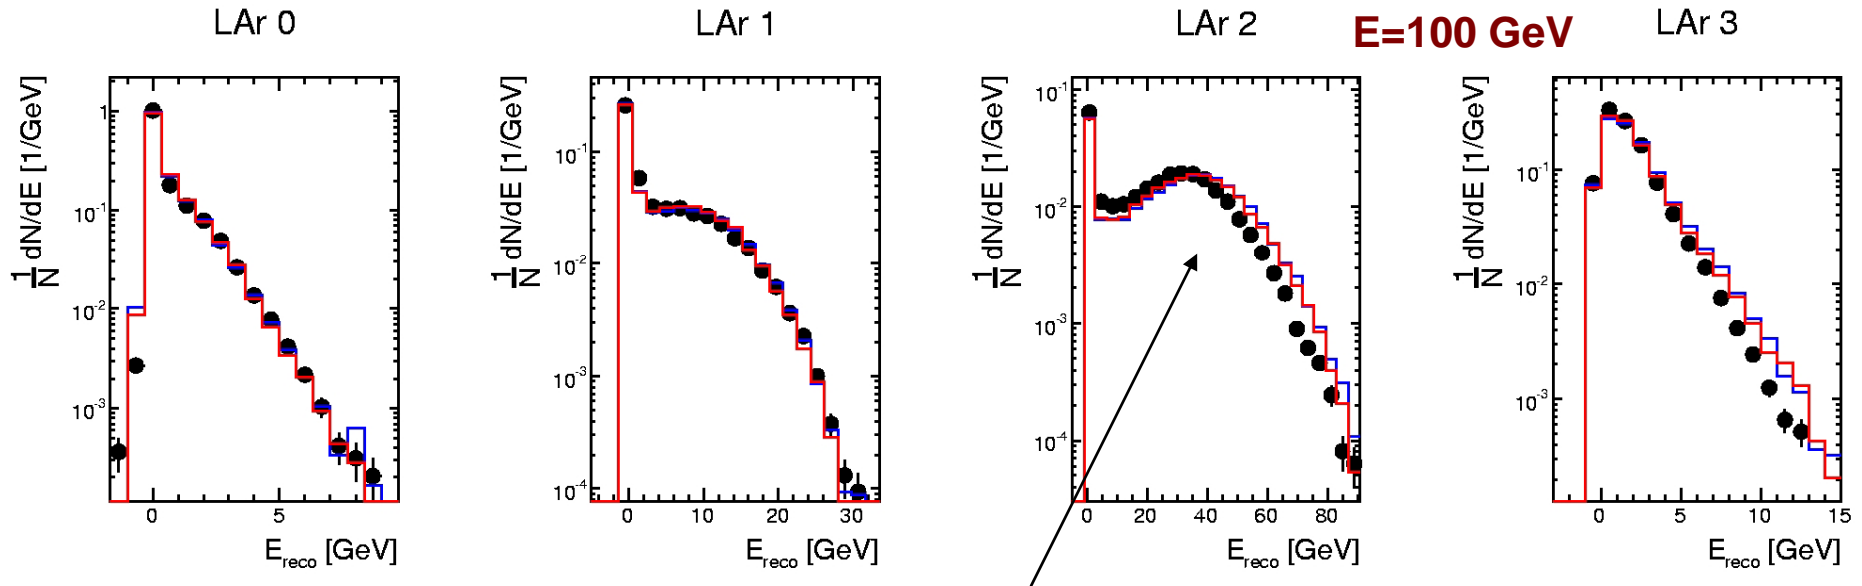 LAr 0
LAr 1
LAr 2
E=100 GeV
LAr 3
1/N dN/dE [1/GeV]
1
10^-1
10^-2
10^-3
0 5
E_reco [GeV]
1/N dN/dE [1/GeV]
10^-1
10^-2
10^-3
10^-4
0 10 20 30
E_reco [GeV]
1/N dN/dE [1/GeV]
10^-1
10^-2
10^-3
10^-4
0 20 40 60 80
E_reco [GeV]
1/N dN/dE [1/GeV]
10^-1
10^-2
10^-3
0 5 10 15
E_reco [GeV]